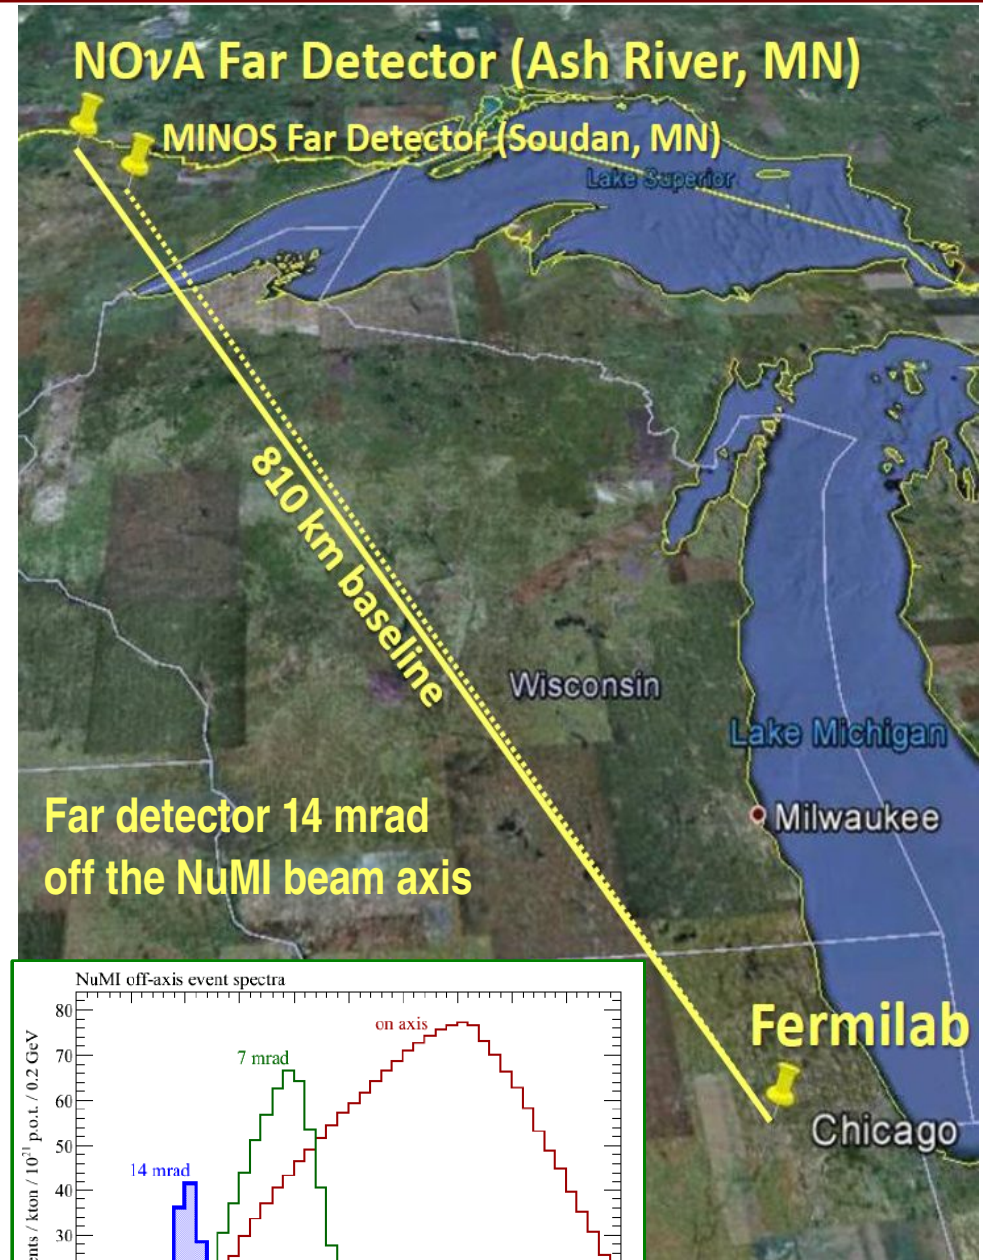 NOνA Far Detector (Ash River, MN)
MINOS Far Detector (Soudan, MN)
Lake Superior
810 km baseline
Wisconsin
Lake Michigan
Milwaukee
Far detector 14 mrad
off the NuMI beam axis
Fermilab
Chicago
NuMI off-axis event spectra
80
70
60
50
40
30
on axis
7 mrad
14 mrad
/ kton / 10²¹ p.o.t. / 0.2 GeV